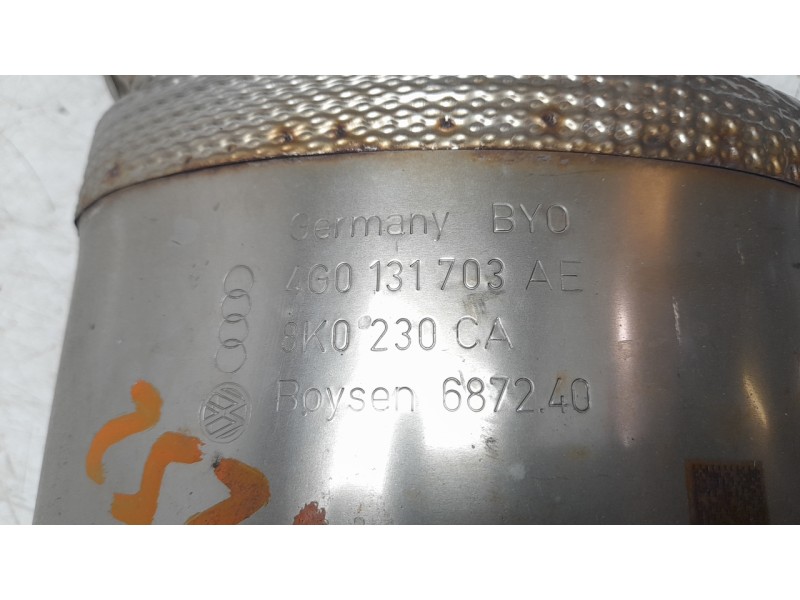 Germany BYO
4G0 131 703 AE
8K0 230 CA
Roysen 6872.40